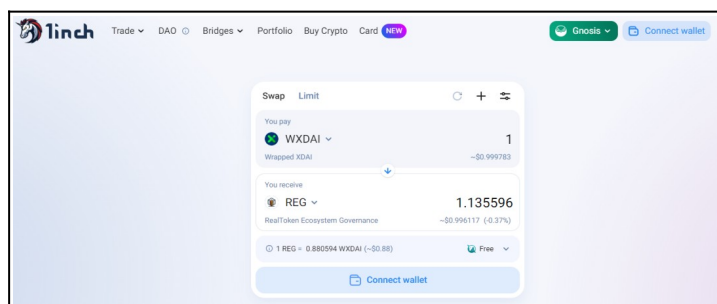 1inch Trade DAO Bridges Portfolio Buy Crypto Card NEW Gnosis Connect wallet
Swap Limit
You pay
WXDAI 1
Wrapped XDAI ~$0.999783
You receive
REG 1.135596
RealToken Ecosystem Governance ~$0.996117 (-0.37%)
1 REG = 0.880594 WXDAI (~$0.88) Free
Connect wallet